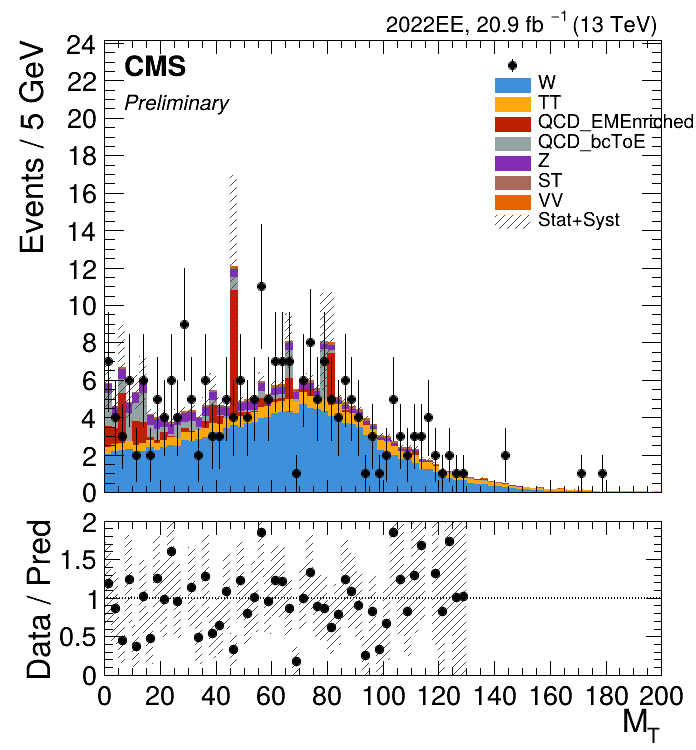 2022EE, 20.9 fb⁻¹ (13 TeV)
CMS
Preliminary
W
TT
QCD_EMEnriched
QCD_bcToE
Z
ST
VV
Stat+Syst
Events / 5 GeV
24
22
20
18
16
14
12
10
8
6
4
2
0
Data / Pred
2
1.5
1
0.5
0
0 20 40 60 80 100 120 140 160 180 200
M_T